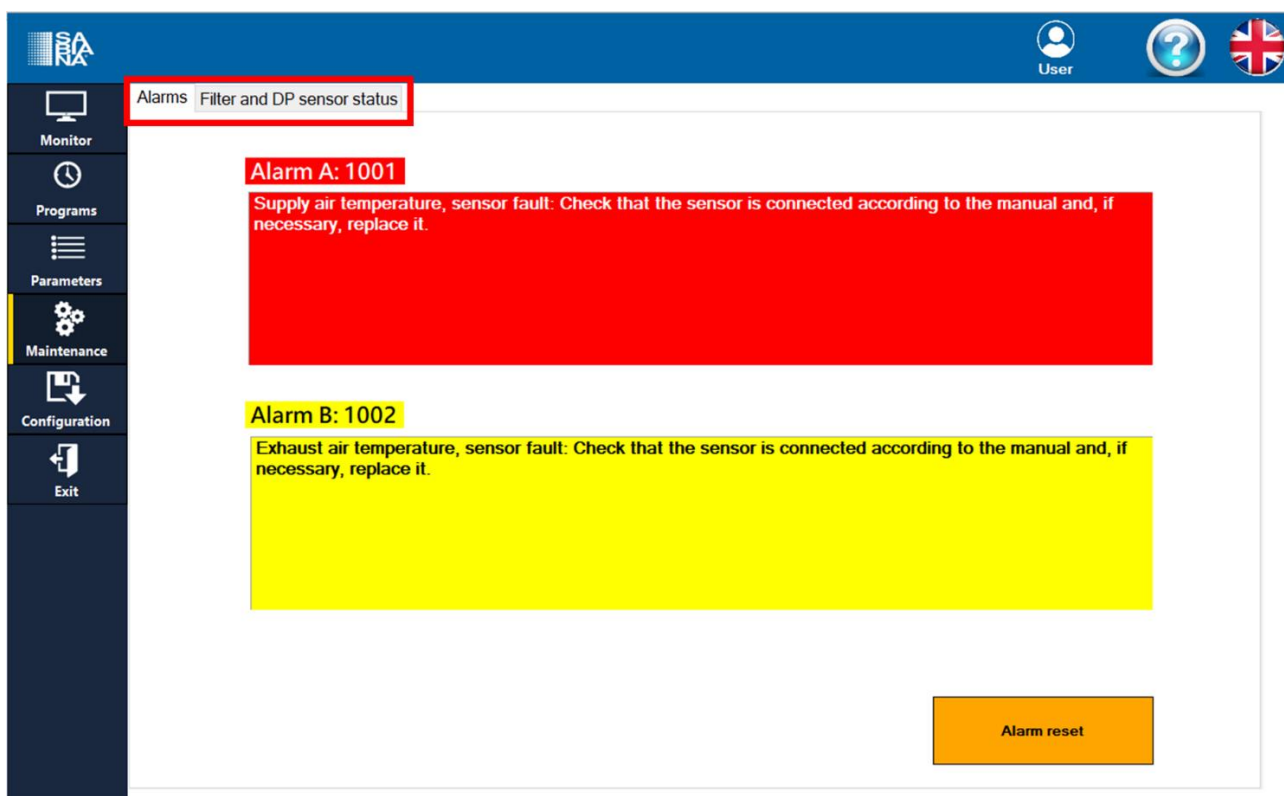 SABINA
User
Alarms Filter and DP sensor status
Monitor
Programs
Parameters
Maintenance
Configuration
Exit
Alarm A: 1001
Supply air temperature, sensor fault: Check that the sensor is connected according to the manual and, if
necessary, replace it.
Alarm B: 1002
Exhaust air temperature, sensor fault: Check that the sensor is connected according to the manual and, if
necessary, replace it.
Alarm reset